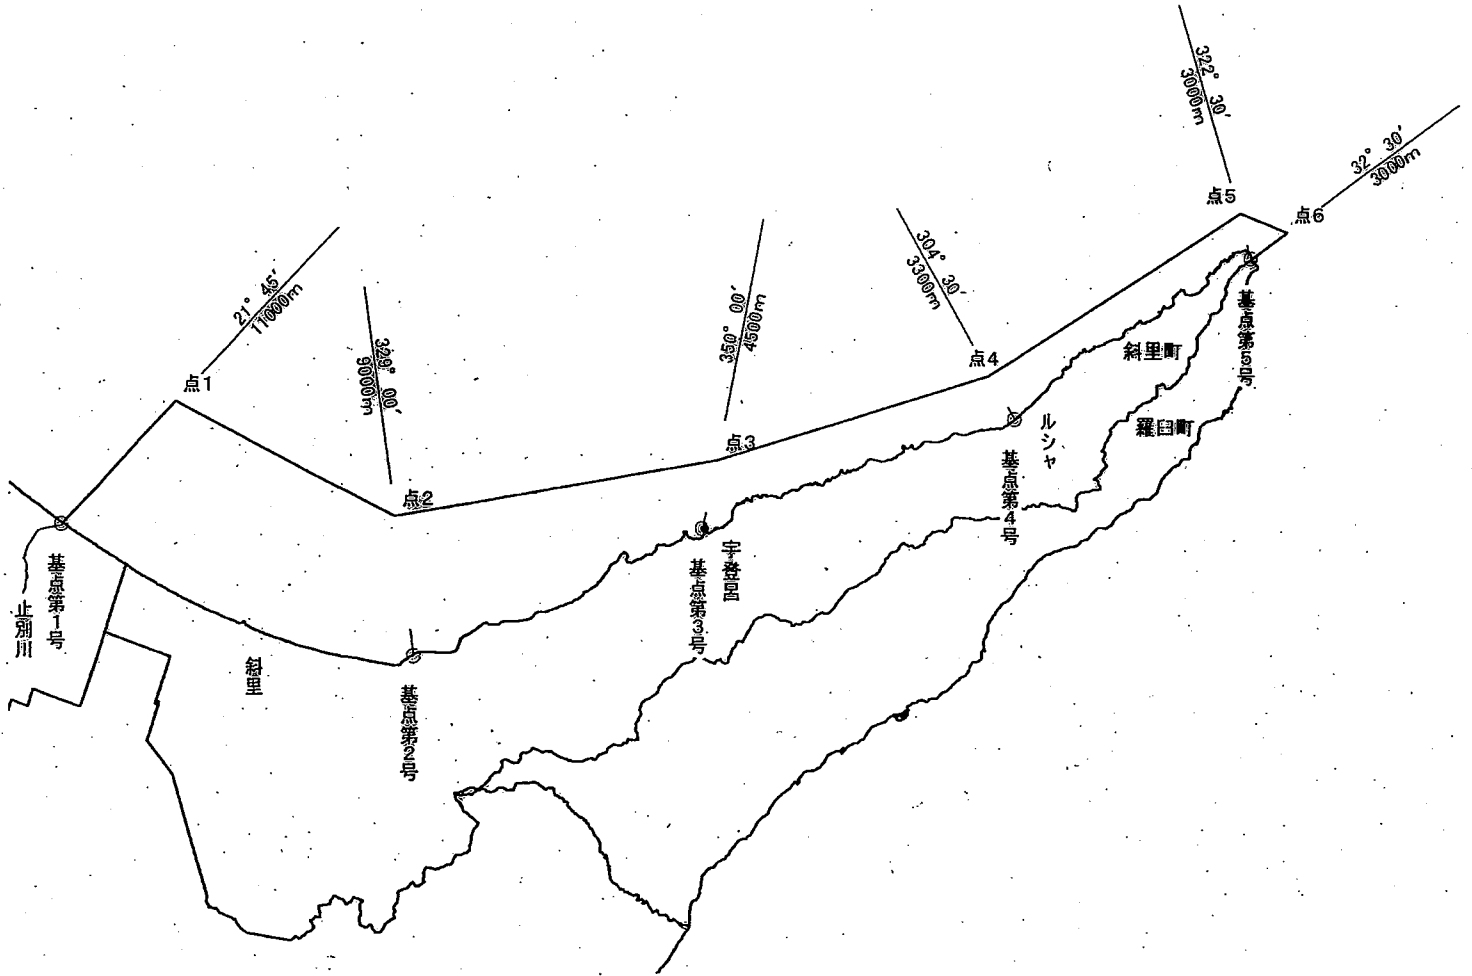 322° 30′
3000m
32° 30′
3000m
点5
点6
21° 45′
11000m
304° 30′
3300m
350° 00′
4500m
329° 00′
9000m
点4
点1
点3
点2
基点第5号
斜里町
羅臼町
ルシャ
基点第4号
宇登呂
基点第3号
基点第1号
止別川
斜里
基点第2号